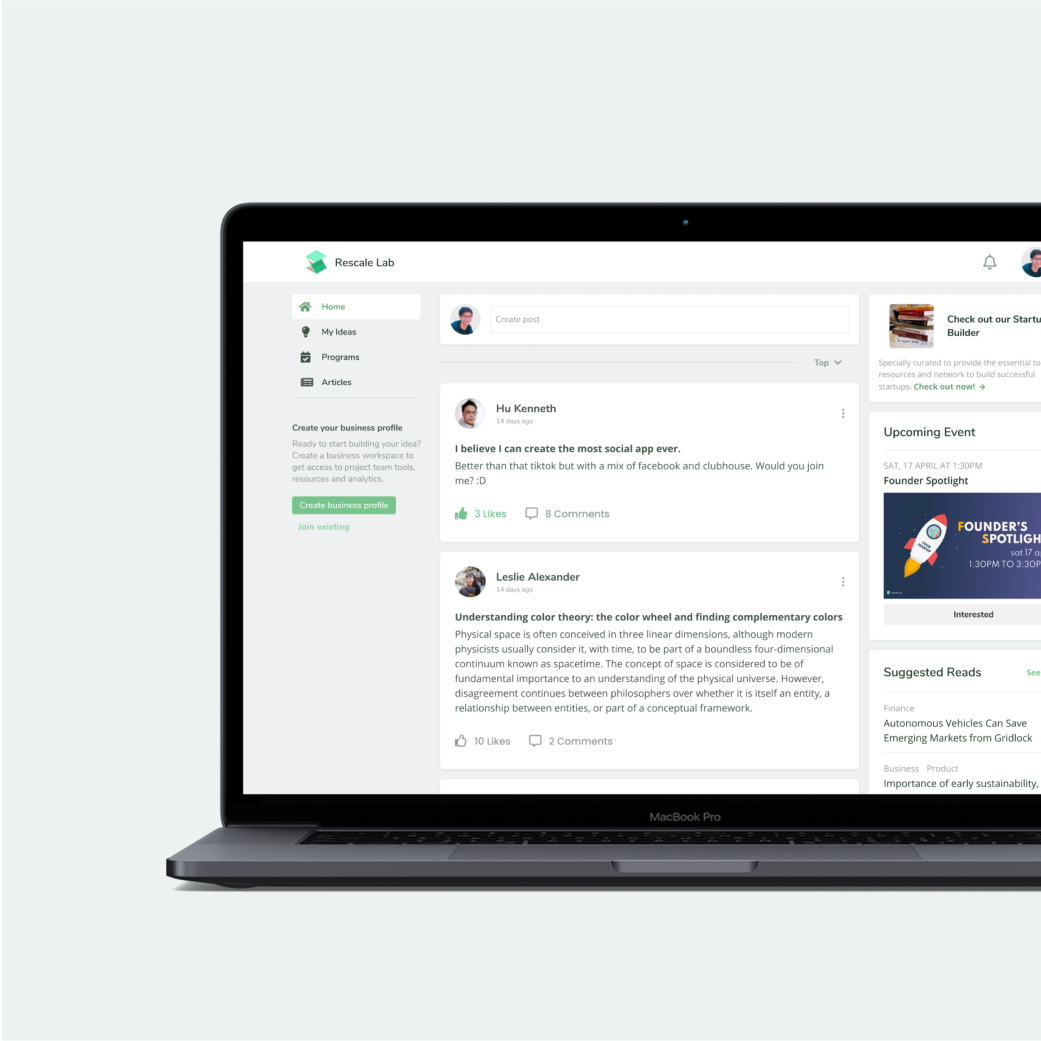 Rescale Lab
Home
My Ideas
Programs
Articles
Create your business profile
Ready to start building your idea?
Create a business workspace to
get access to project team tools,
resources and analytics.
Create business profile
Join existing
Create post
Top
Hu Kenneth
14 days ago
I believe I can create the most social app ever.
Better than that tiktok but with a mix of facebook and clubhouse. Would you join
me? :D
3 Likes 8 Comments
Leslie Alexander
14 days ago
Understanding color theory: the color wheel and finding complementary colors
Physical space is often conceived in three linear dimensions, although modern
physicists usually consider it, with time, to be part of a boundless four-dimensional
continuum known as spacetime. The concept of space is considered to be of
fundamental importance to an understanding of the physical universe. However,
disagreement continues between philosophers over whether it is itself an entity, a
relationship between entities, or part of a conceptual framework.
10 Likes 2 Comments
Check out our Startu
Builder
Specially curated to provide the essential to
resources and network to build successful
startups. Check out now! →
Upcoming Event
SAT, 17 APRIL AT 1:30PM
Founder Spotlight
FOUNDER'S
SPOTLIGH
sat 17 a
1:30PM TO 3:30P
Interested
Suggested Reads See
Finance
Autonomous Vehicles Can Save
Emerging Markets from Gridlock
Business Product
Importance of early sustainability,
MacBook Pro